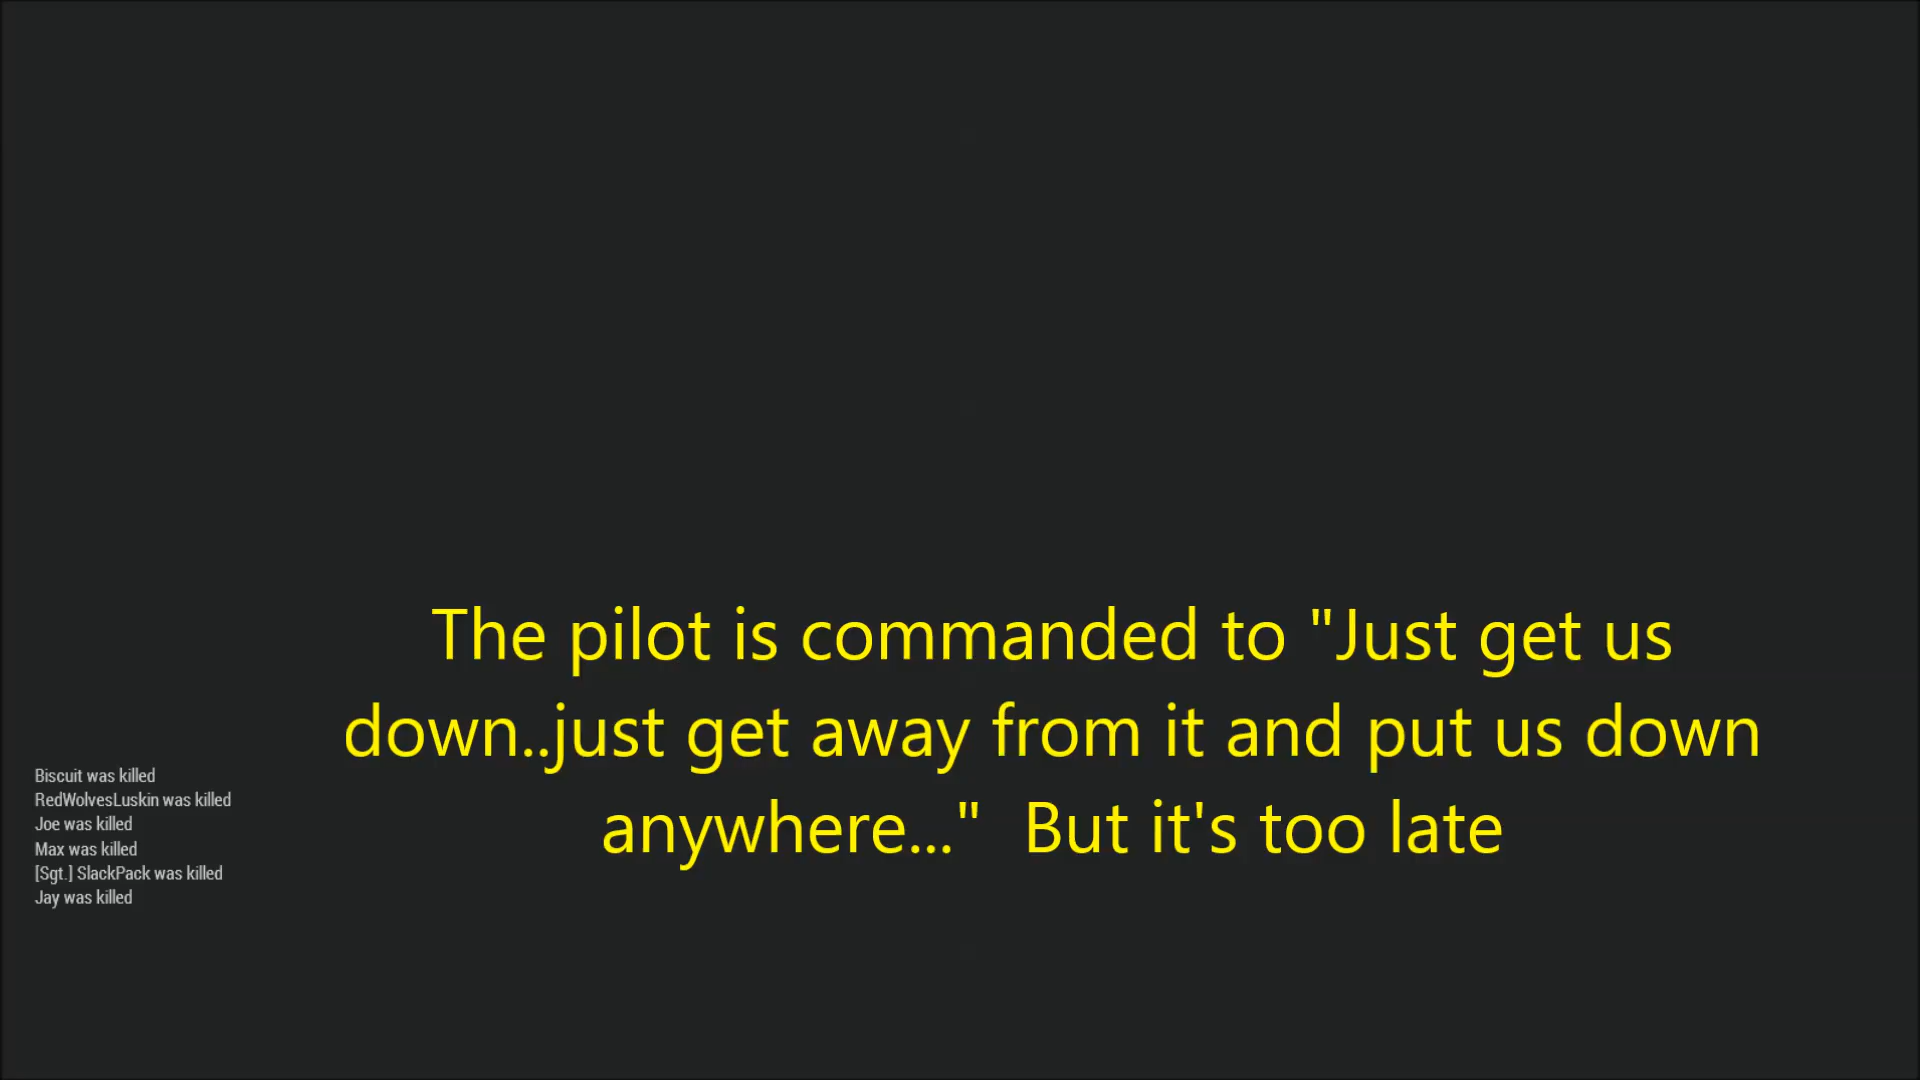 The pilot is commanded to "Just get us
down..just get away from it and put us down
anywhere..."  But it's too late
Biscuit was killed
RedWolvesLuskin was killed
Joe was killed
Max was killed
[Sgt.] SlackPack was killed
Jay was killed